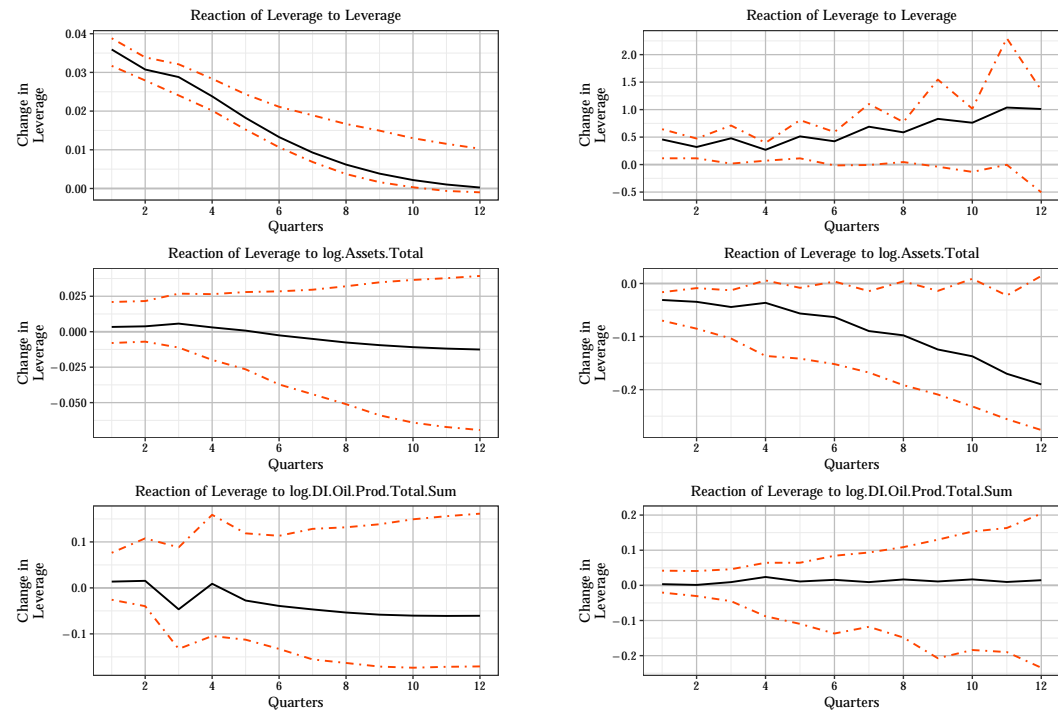 Reaction of Leverage to Leverage
0.04
0.03
0.02
0.01
0.00
Change in
Leverage
2 4 6 8 10 12
Quarters
Reaction of Leverage to Leverage
2.0
1.5
1.0
0.5
0.0
−0.5
Change in
Leverage
2 4 6 8 10 12
Quarters
Reaction of Leverage to log.Assets.Total
0.025
0.000
−0.025
−0.050
Change in
Leverage
2 4 6 8 10 12
Quarters
Reaction of Leverage to log.Assets.Total
0.0
−0.1
−0.2
Change in
Leverage
2 4 6 8 10 12
Quarters
Reaction of Leverage to log.DI.Oil.Prod.Total.Sum
0.1
0.0
−0.1
Change in
Leverage
2 4 6 8 10 12
Quarters
Reaction of Leverage to log.DI.Oil.Prod.Total.Sum
0.2
0.1
0.0
−0.1
−0.2
Change in
Leverage
2 4 6 8 10 12
Quarters